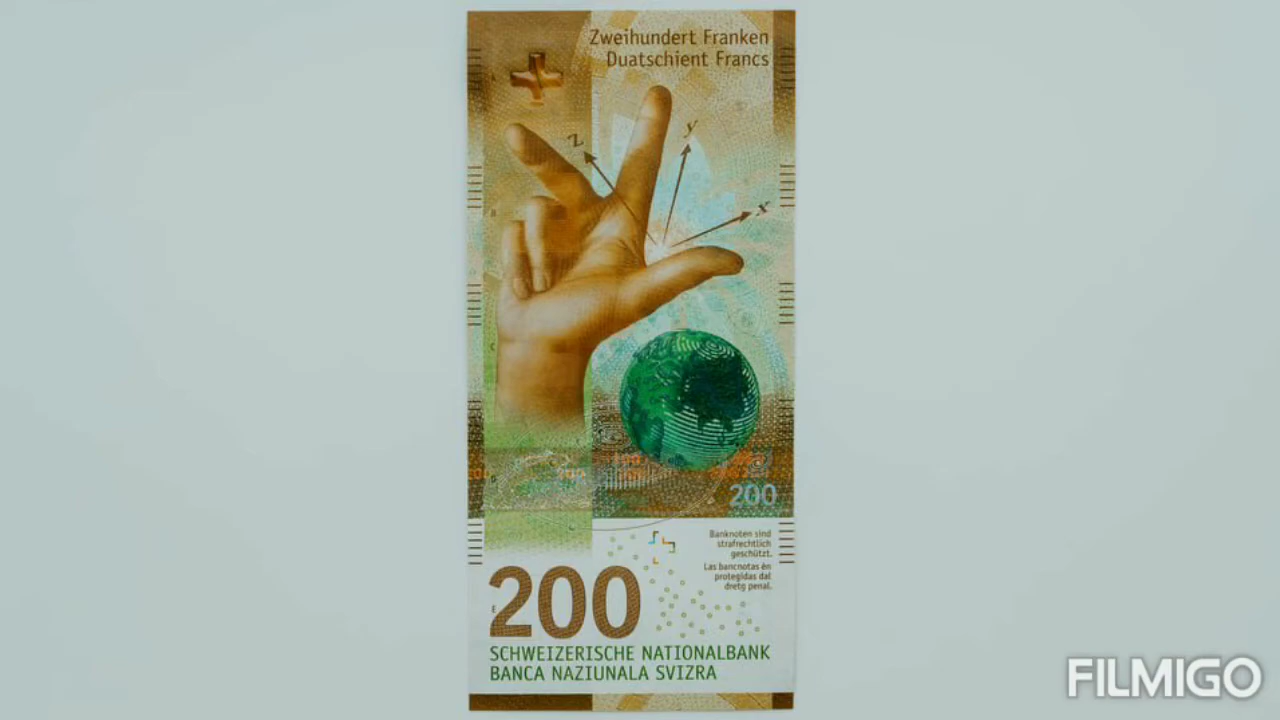 Zweihundert Franken
Duatschient Francs
z
y
x
200
Banknoten sind
strafrechtlich
geschützt.
Las bancnotas èn
protegidas dal
dretg penal.
200
SCHWEIZERISCHE NATIONALBANK
BANCA NAZIUNALA SVIZRA
FILMIGO